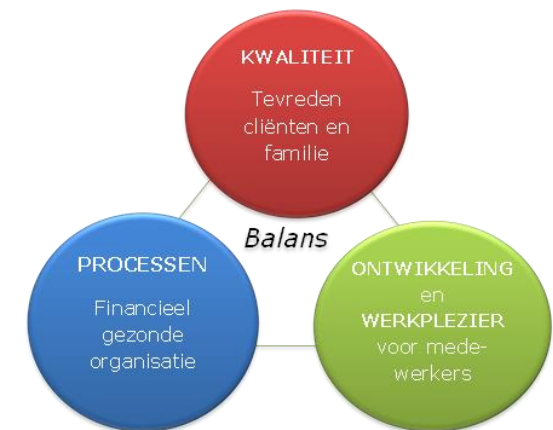 KWALITEIT
Tevreden
cliënten en
familie
Balans
PROCESSEN
Financieel
gezonde
organisatie
ONTWIKKELING
en
WERKPLEZIER
voor mede-
werkers